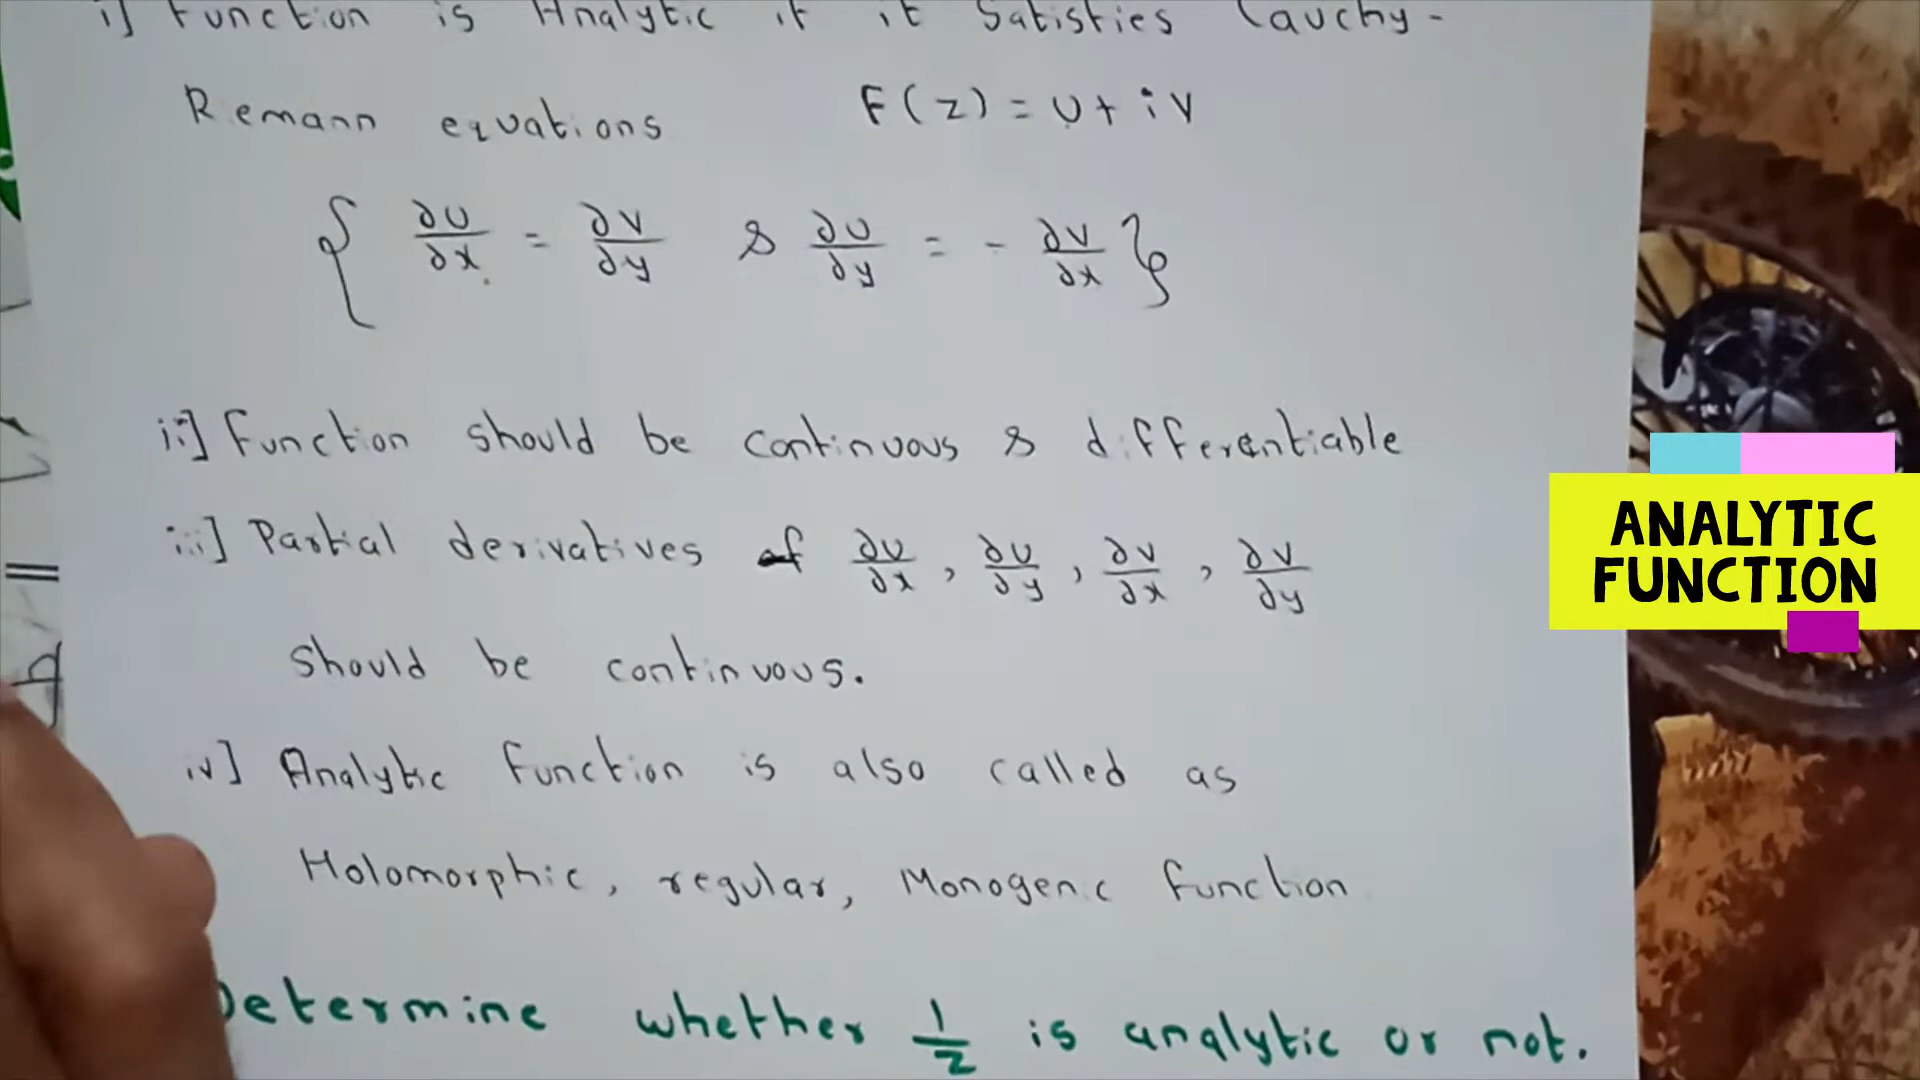 i] Function is Analytic if it Satisfies Cauchy-
Riemann equations F(z) = U + iV
{ ∂U/∂x = ∂V/∂y & ∂U/∂y = - ∂V/∂x }
ii] Function should be continuous & differentiable
iii] Partial derivatives of ∂U/∂x, ∂U/∂y, ∂V/∂x, ∂V/∂y
should be continuous.
iv] Analytic function is also called as
Holomorphic, regular, Monogenic function
Determine whether 1/z is analytic or not.
ANALYTIC
FUNCTION